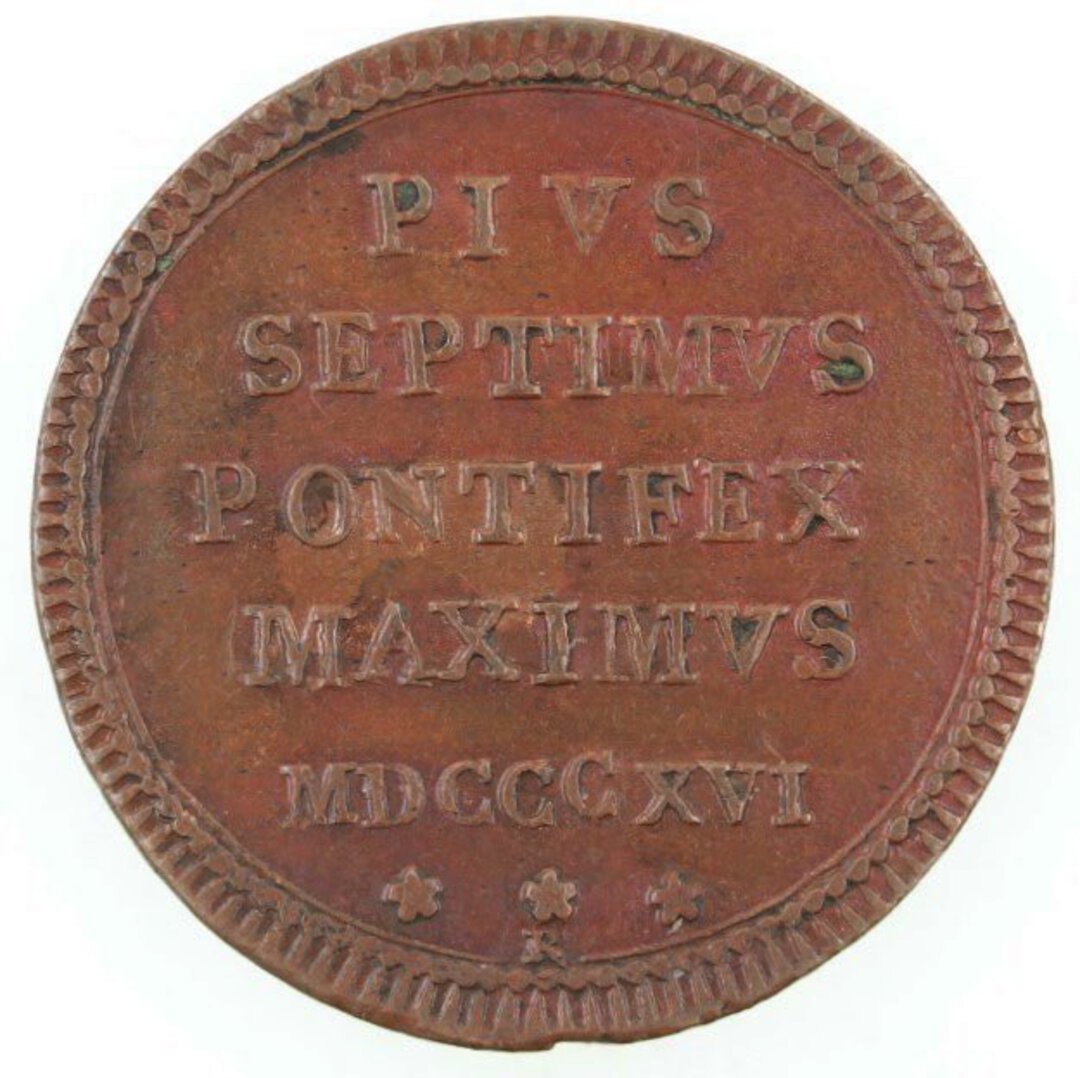 PIVS
SEPTIMVS
PONTIFEX
MAXIMVS
MDCCCXVI
R